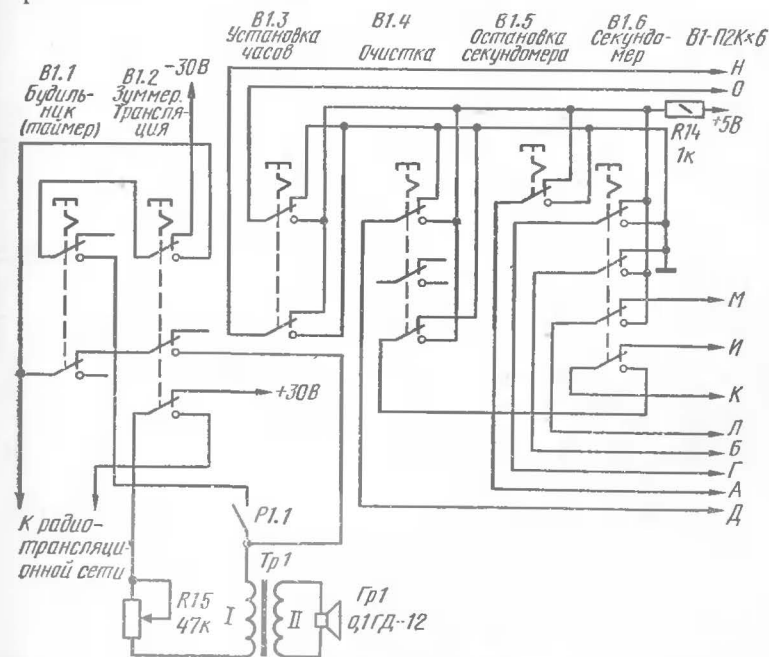 В1.3
Установка
часов
В1.4
Очистка
В1.5
Остановка
секундомера
В1.6
Секундо-
мер
В1-П2К×6
В1.1
Будиль-
ник
(таймер)
В1.2
Зуммер.
Трансля-
ция
-30В
Н
О
+5В
R14
1к
М
И
К
Л
Б
Г
А
Д
+30В
К радио-
трансляци-
онной сети
Р1.1
Тр1
R15
47к
I
II
Гр1
0,1ГД-12